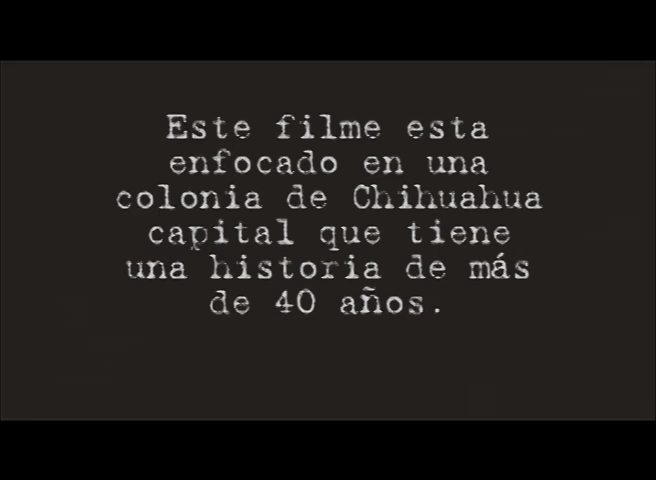 Este filme esta
enfocado en una
colonia de Chihuahua
capital que tiene
una historia de más
de 40 años.